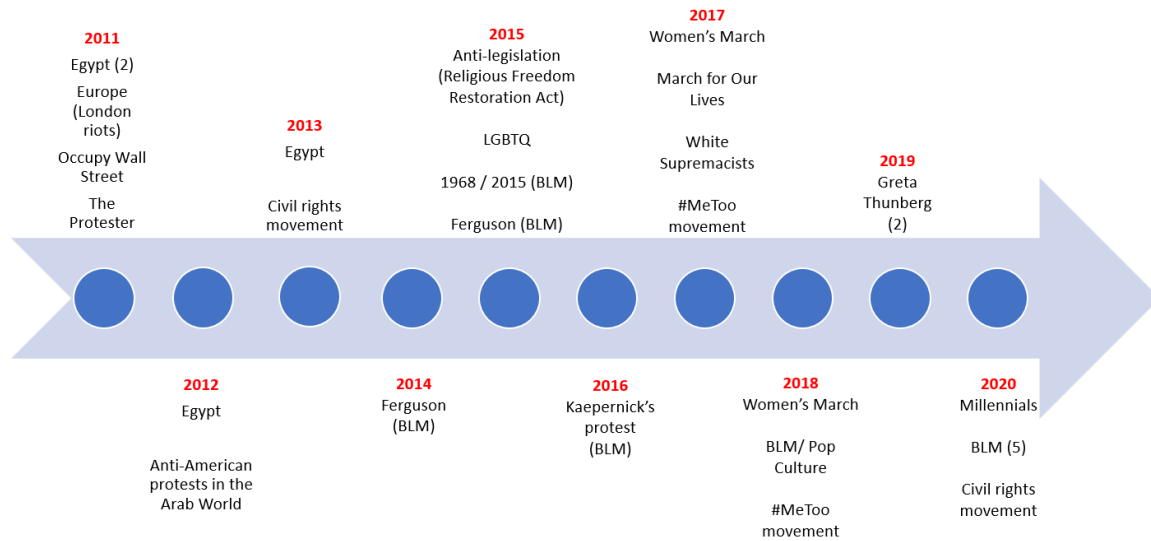 2011
Egypt (2)
Europe
(London
riots)
Occupy Wall
Street
The
Protester
2012
Egypt
Anti-American
protests in the
Arab World
2013
Egypt
Civil rights
movement
2014
Ferguson
(BLM)
2015
Anti-legislation
(Religious Freedom
Restoration Act)
LGBTQ
1968 / 2015 (BLM)
Ferguson (BLM)
2016
Kaepernick’s
protest
(BLM)
2017
Women’s March
March for Our
Lives
White
Supremacists
#MeToo
movement
2018
Women’s March
BLM/ Pop
Culture
#MeToo
movement
2019
Greta
Thunberg
(2)
2020
Millennials
BLM (5)
Civil rights
movement